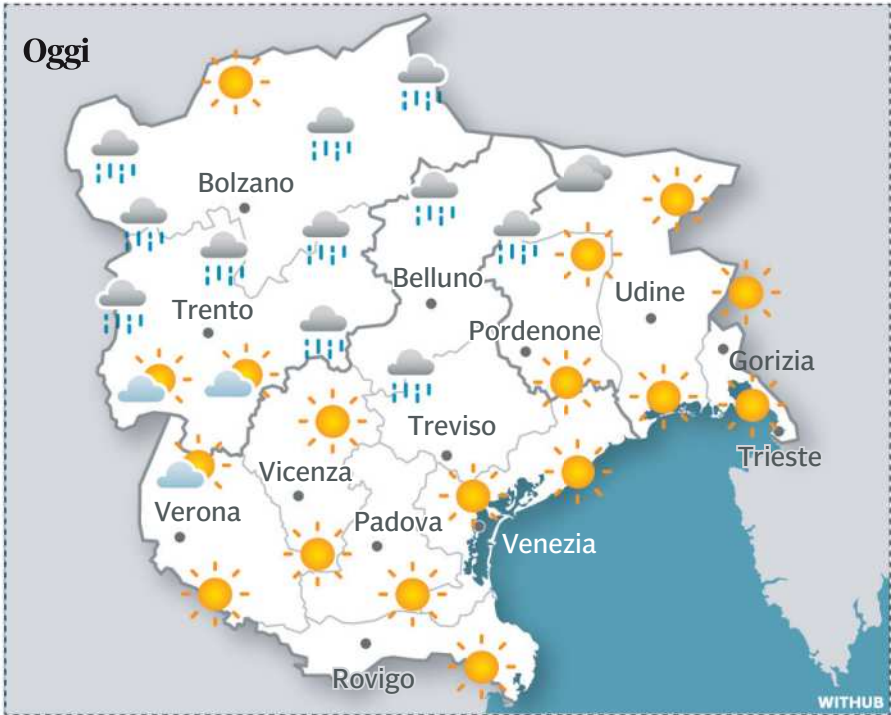 Oggi
Bolzano
Trento
Belluno
Udine
Pordenone
Gorizia
Treviso
Trieste
Vicenza
Verona
Padova
Venezia
Rovigo
WITHUB